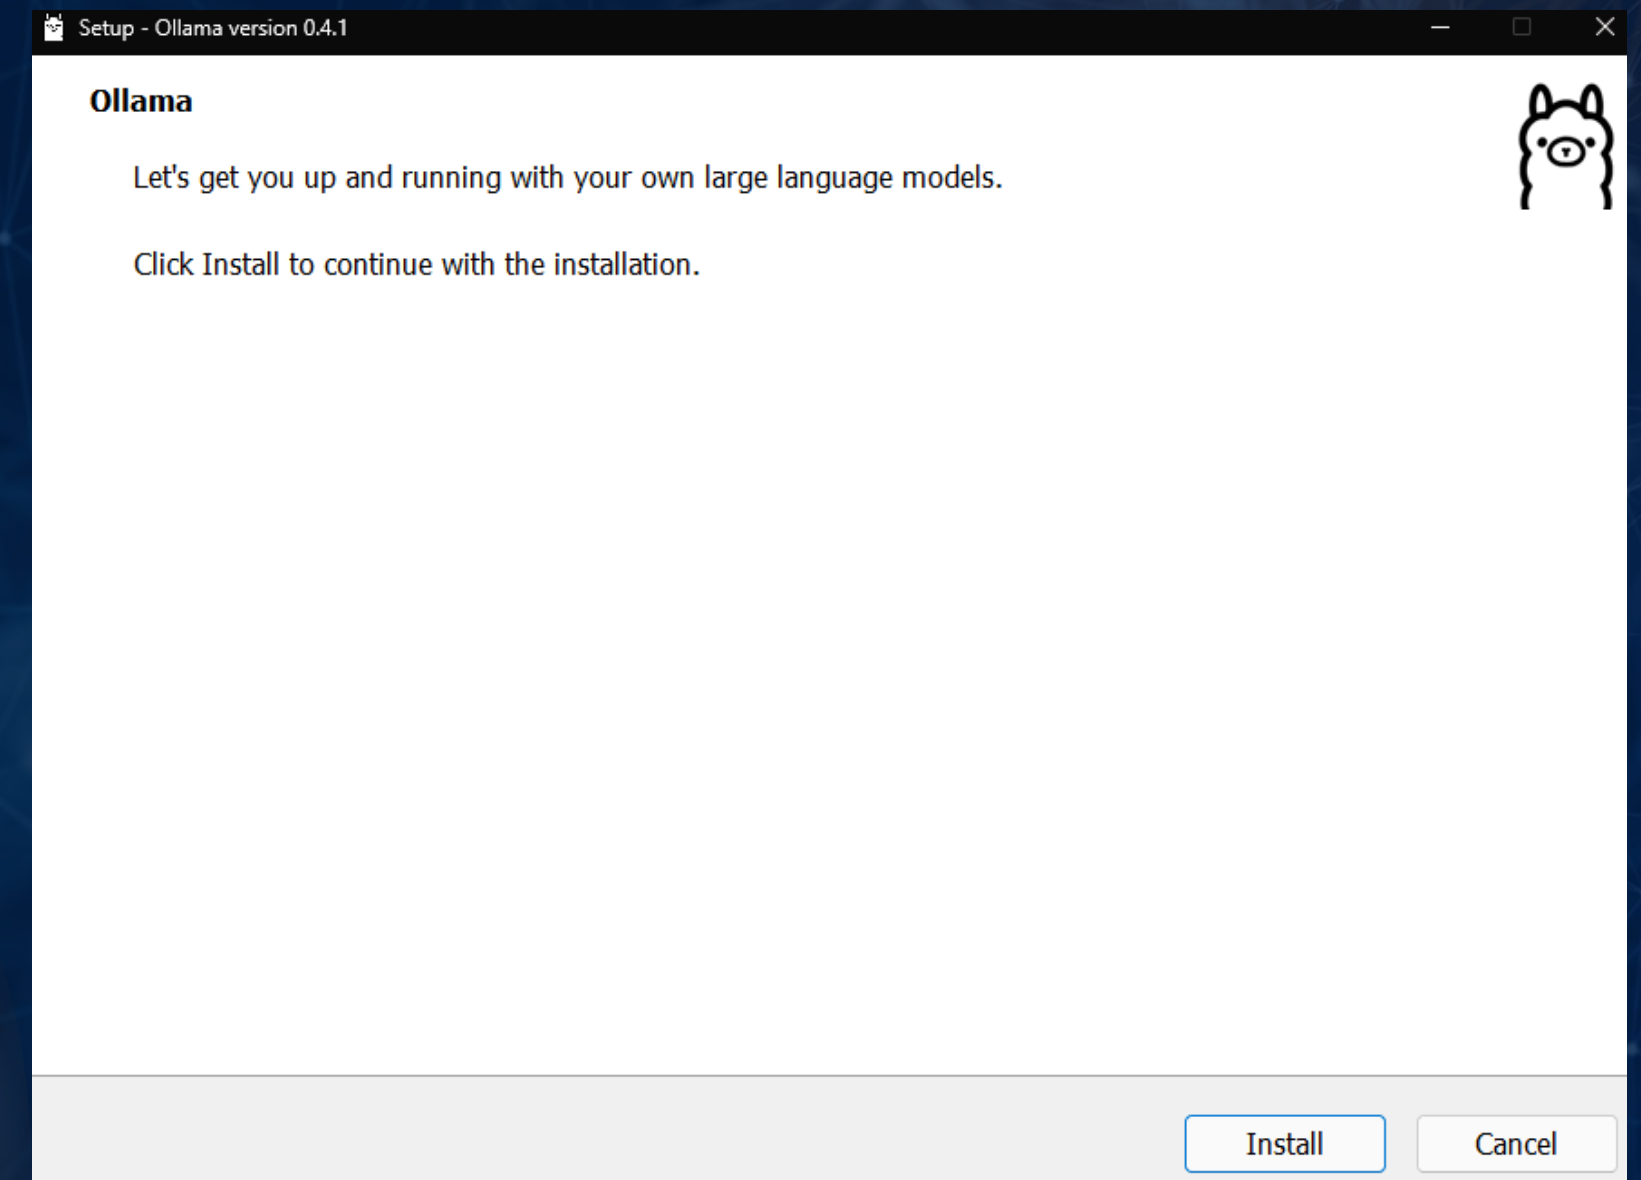 Setup - Ollama version 0.4.1
Ollama
Let's get you up and running with your own large language models.
Click Install to continue with the installation.
Install
Cancel